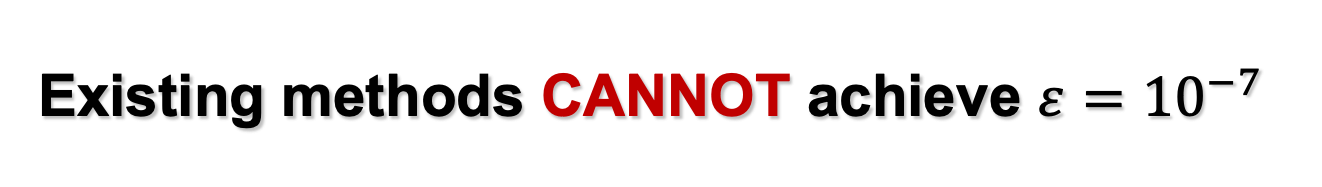 Existing methods CANNOT achieve ε = 10⁻⁷